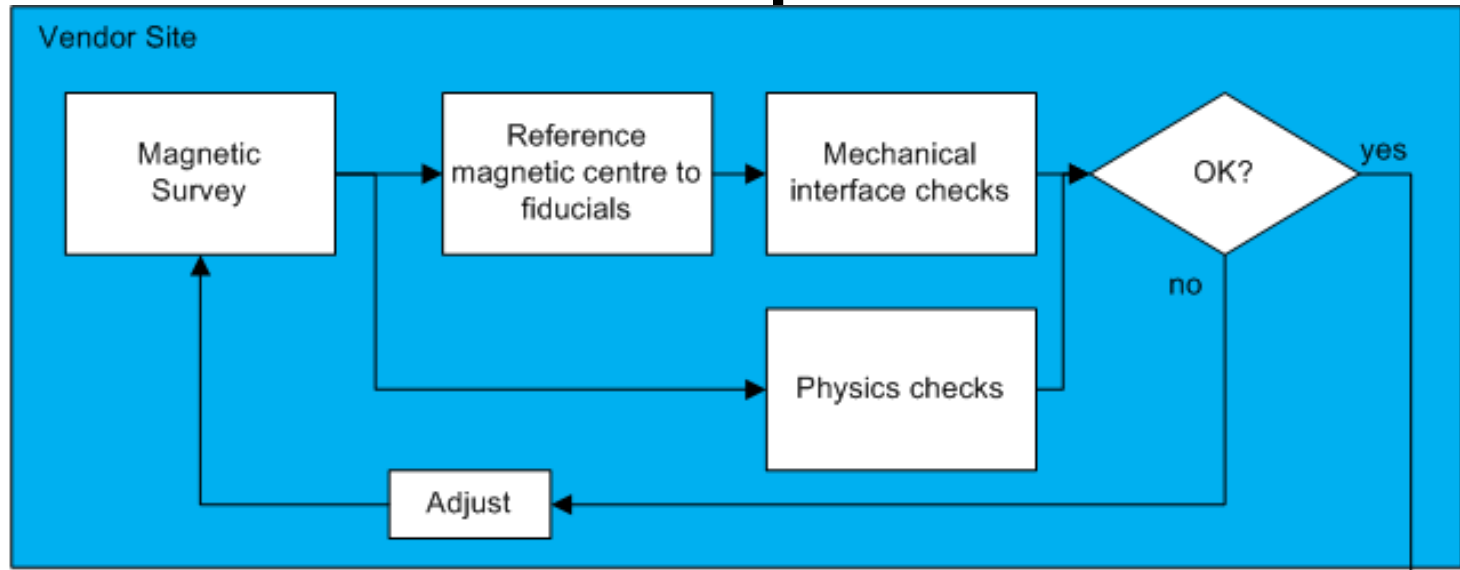 Vendor Site
Magnetic
Survey
Reference
magnetic centre to
fiducials
Mechanical
interface checks
OK?
yes
no
Physics checks
Adjust